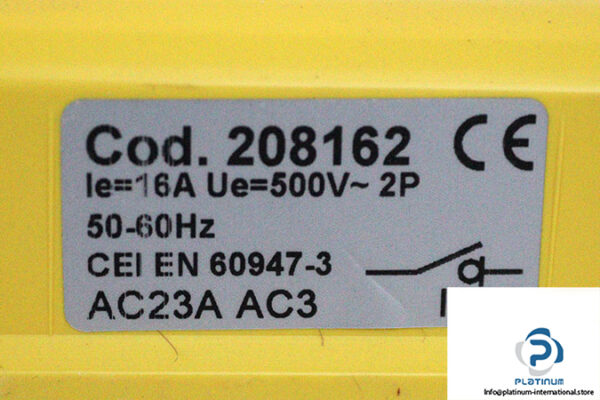 Cod. 208162 CE
Ie=16A Ue=500V~ 2P
50-60Hz
CEI EN 60947-3
AC23A AC3
PLATINUM
Info@platinum-international.store